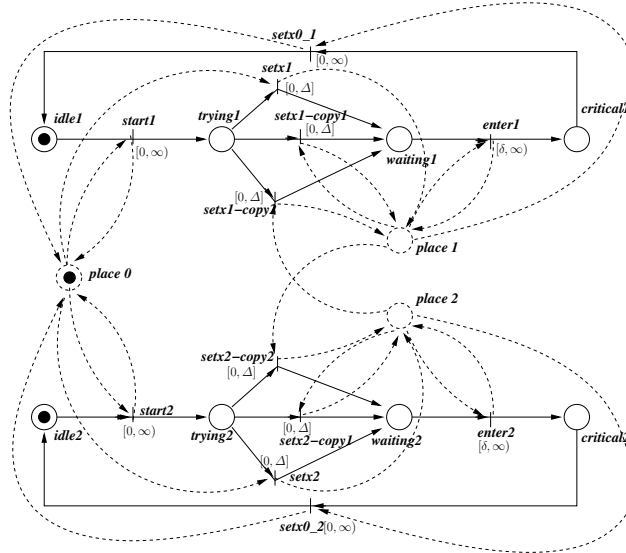 setx0_1
[0, ∞)
setx1
[0, Δ]
idle1
start1
trying1
setx1−copy1
[0, Δ]
enter1
critical1
[0, ∞)
waiting1
[δ, ∞)
[0, Δ]
setx1−copy2
place 1
place 0
place 2
setx2−copy2
[0, Δ]
start2
idle2
[0, ∞)
trying2
[0, Δ]
setx2−copy1
waiting2
enter2
[δ, ∞)
critical2
[0, Δ]
setx2
setx0_2
[0, ∞)